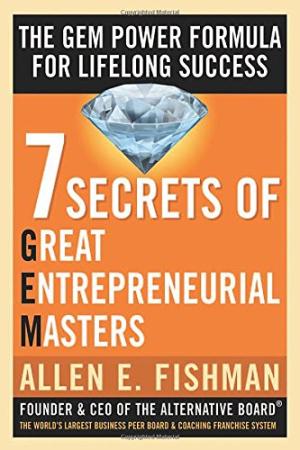 THE GEM POWER FORMULA
FOR LIFELONG SUCCESS
7 SECRETS OF
GREAT
ENTREPRENEURIAL
MASTERS
ALLEN E. FISHMAN
FOUNDER & CEO OF THE ALTERNATIVE BOARD®
THE WORLD'S LARGEST BUSINESS PEER BOARD & COACHING FRANCHISE SYSTEM